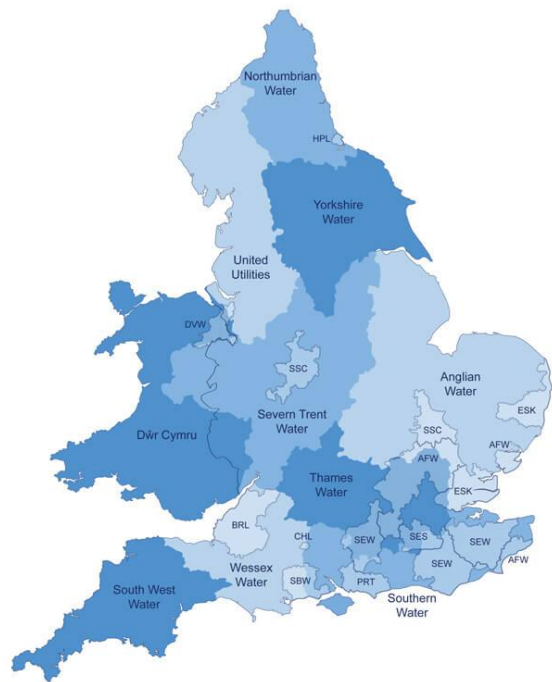 Northumbrian
Water
HPL
Yorkshire
Water
United
Utilities
DVW
SSC
Anglian
Water
ESK
Severn Trent
Water
SSC
Dŵr Cymru
AFW
AFW
Thames
Water
ESK
BRL
CHL
SEW
SES
SEW
Wessex
Water
SBW
PRT
SEW
AFW
South West
Water
Southern
Water